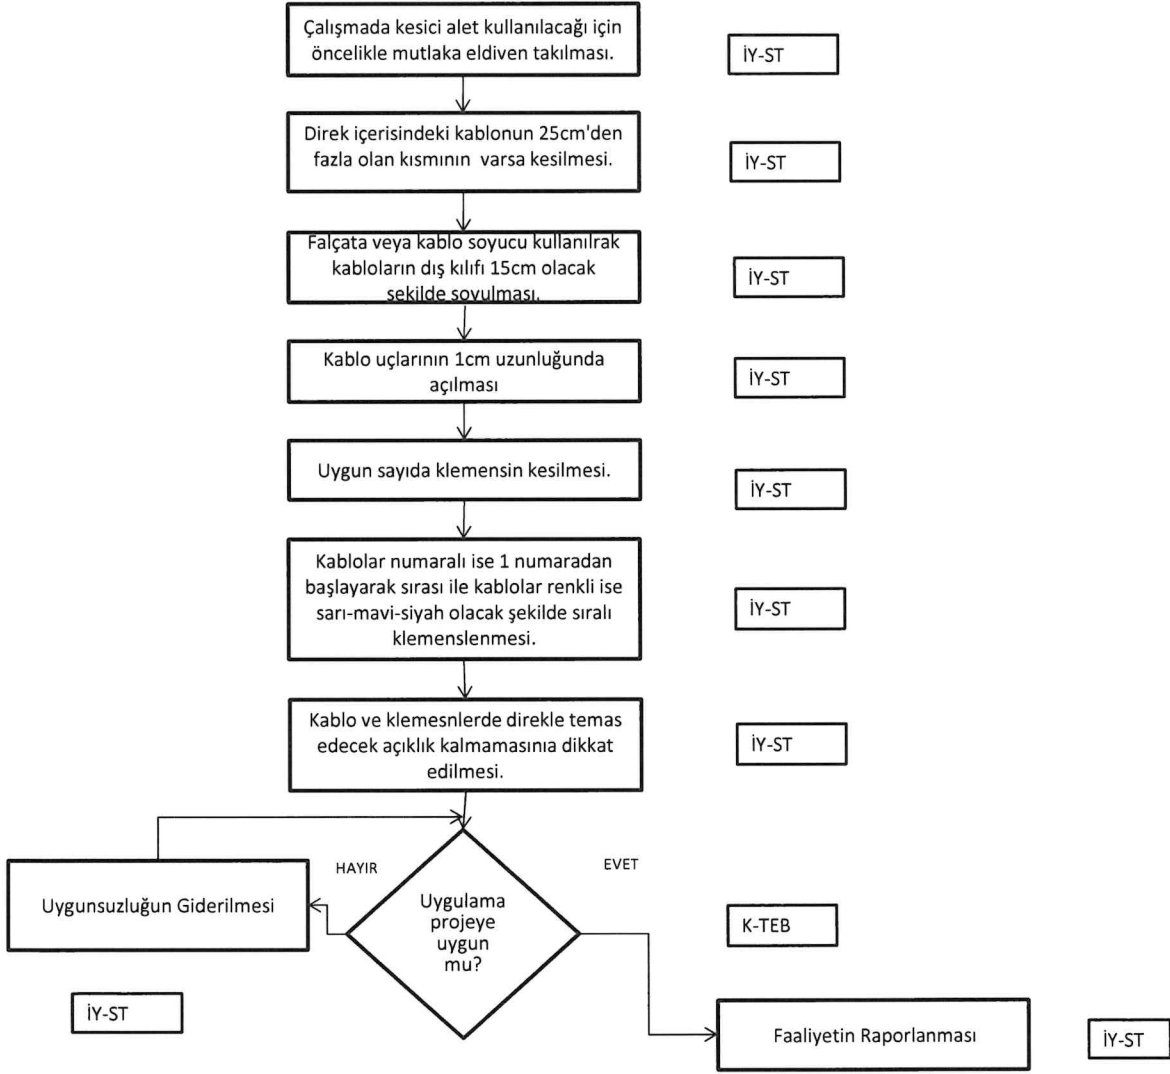 Çalışmada kesici alet kullanılacağı için
öncelikle mutlaka eldiven takılması.
İY-ST
Direk içerisindeki kablonun 25cm'den
fazla olan kısmının varsa kesilmesi.
İY-ST
Falçata veya kablo soyucu kullanılrak
kabloların dış kılıfı 15cm olacak
şekilde soyulması.
İY-ST
Kablo uçlarının 1cm uzunluğunda
açılması
İY-ST
Uygun sayıda klemensin kesilmesi.
İY-ST
Kablolar numaralı ise 1 numaradan
başlayarak sırası ile kablolar renkli ise
sarı-mavi-siyah olacak şekilde sıralı
klemenslenmesi.
İY-ST
Kablo ve klemesnlerde direkle temas
edecek açıklık kalmamasınıa dikkat
edilmesi.
İY-ST
HAYIR
EVET
Uygunsuzluğun Giderilmesi
Uygulama
projeye
uygun
mu?
K-TEB
İY-ST
Faaliyetin Raporlanması
İY-ST